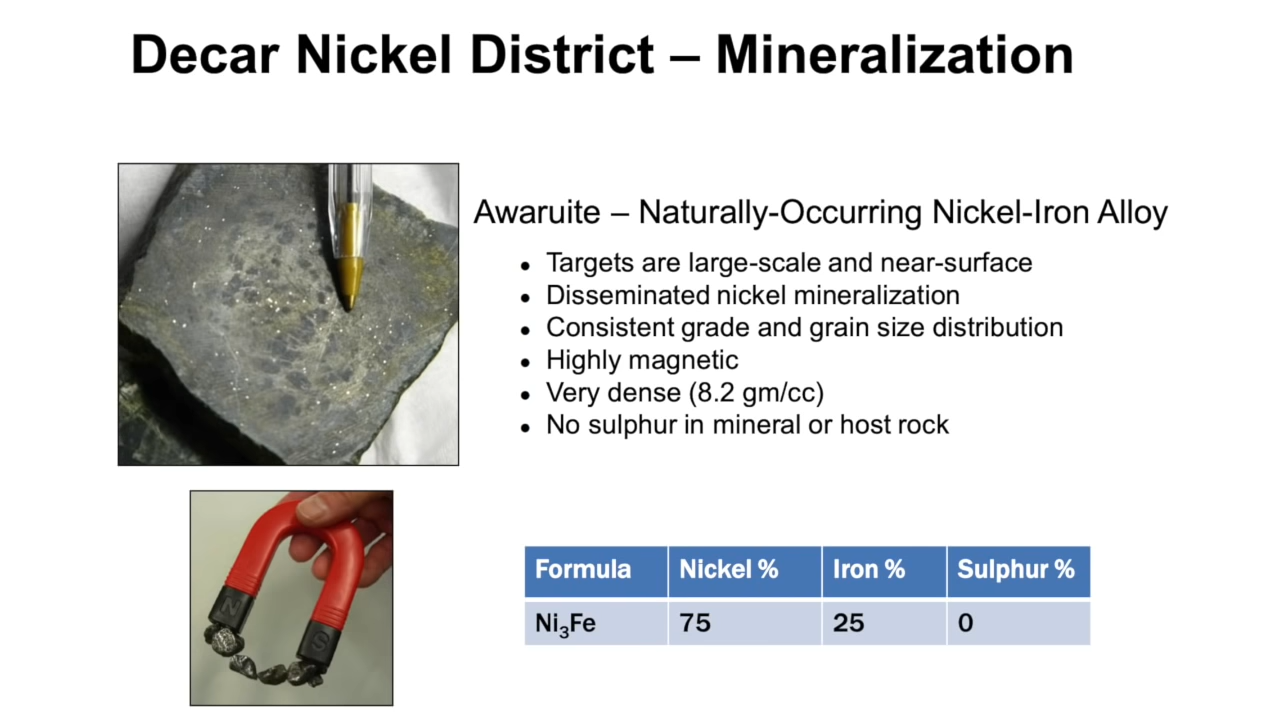 Decar Nickel District – Mineralization
Awaruite – Naturally-Occurring Nickel-Iron Alloy
• Targets are large-scale and near-surface
• Disseminated nickel mineralization
• Consistent grade and grain size distribution
• Highly magnetic
• Very dense (8.2 gm/cc)
• No sulphur in mineral or host rock
N
S
Formula Nickel % Iron % Sulphur %
Ni₃Fe 75 25 0